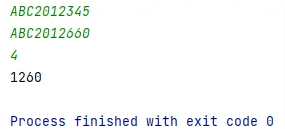 ABC2012345
ABC2012660
4
1260
Process finished with exit code 0